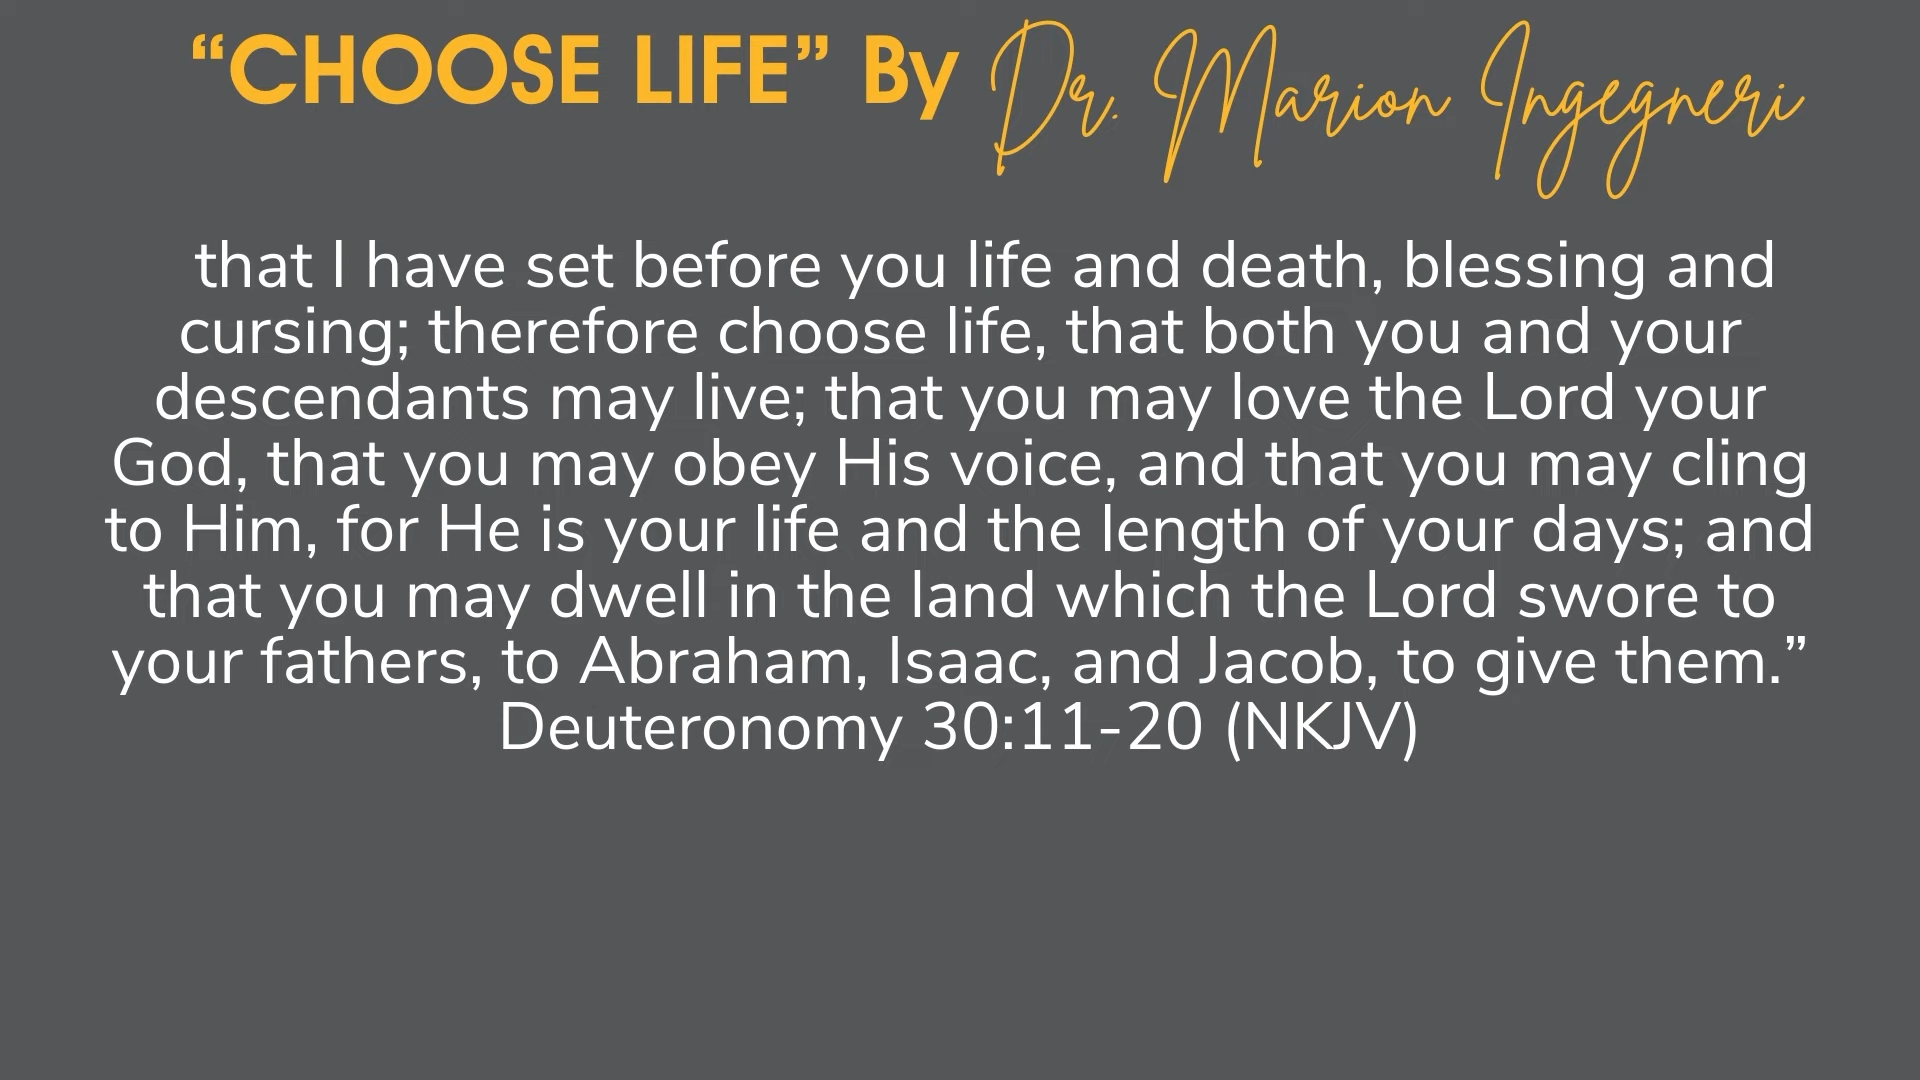 “CHOOSE LIFE” By Dr. Marion Ingegneri
that I have set before you life and death, blessing and
cursing; therefore choose life, that both you and your
descendants may live; that you may love the Lord your
God, that you may obey His voice, and that you may cling
to Him, for He is your life and the length of your days; and
that you may dwell in the land which the Lord swore to
your fathers, to Abraham, Isaac, and Jacob, to give them.”
Deuteronomy 30:11-20 (NKJV)